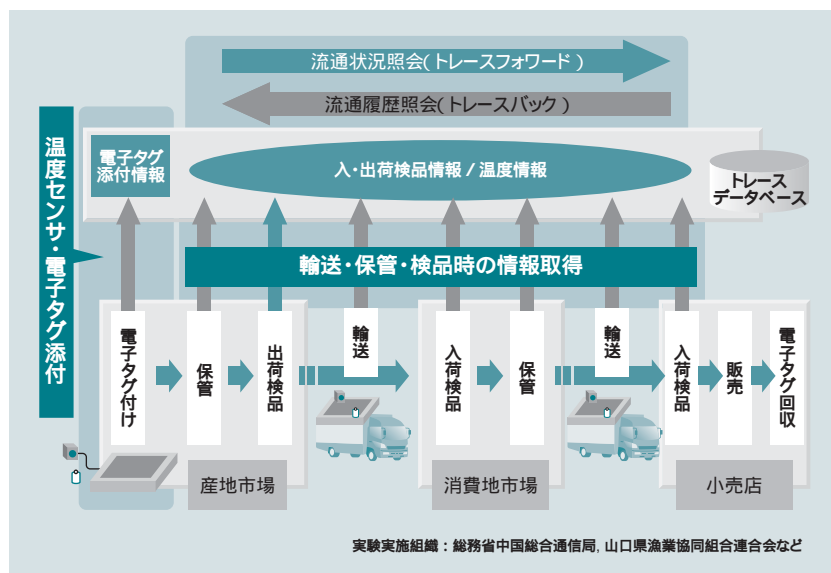 流通状況照会(トレースフォワード)
流通履歴照会(トレースバック)
温度センサ・電子タグ添付
電子タグ
添付情報
入・出荷検品情報 / 温度情報
トレース
データベース
輸送・保管・検品時の情報取得
電子タグ付け
保管
出荷検品
輸送
入荷検品
保管
輸送
入荷検品
販売
電子タグ回収
産地市場
消費地市場
小売店
実験実施組織：総務省中国総合通信局, 山口県漁業協同組合連合会など